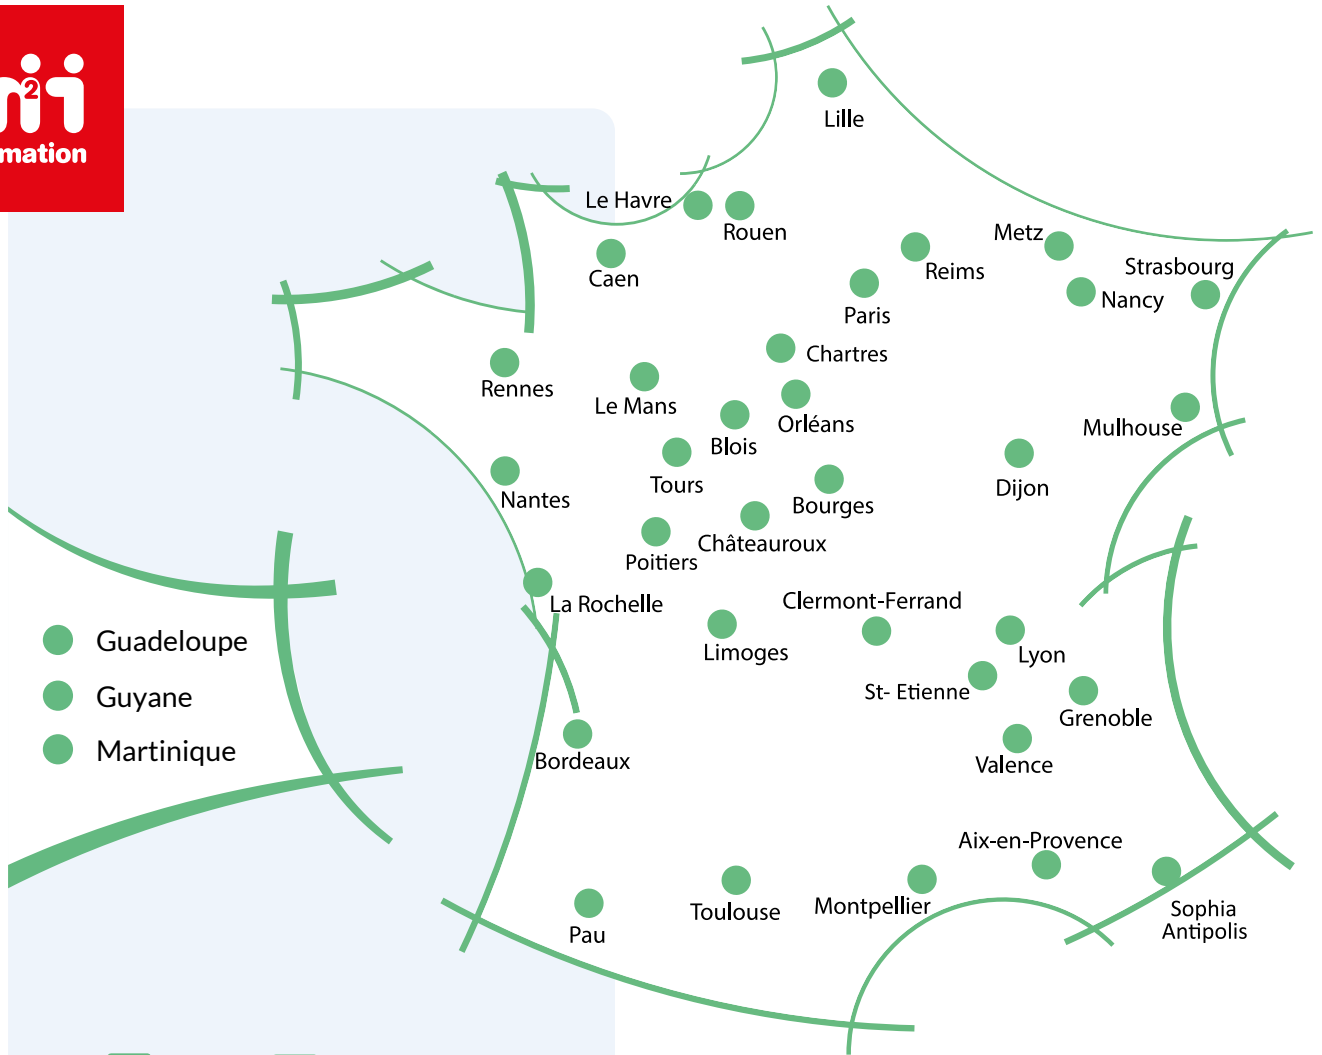 m2i
mation
Lille
Le Havre
Rouen
Caen
Metz
Reims
Strasbourg
Nancy
Paris
Chartres
Rennes
Le Mans
Orléans
Blois
Mulhouse
Tours
Dijon
Nantes
Bourges
Châteauroux
Poitiers
La Rochelle
Clermont-Ferrand
Limoges
Lyon
St- Etienne
Grenoble
Bordeaux
Valence
Guadeloupe
Guyane
Martinique
Aix-en-Provence
Toulouse
Montpellier
Pau
Sophia
Antipolis